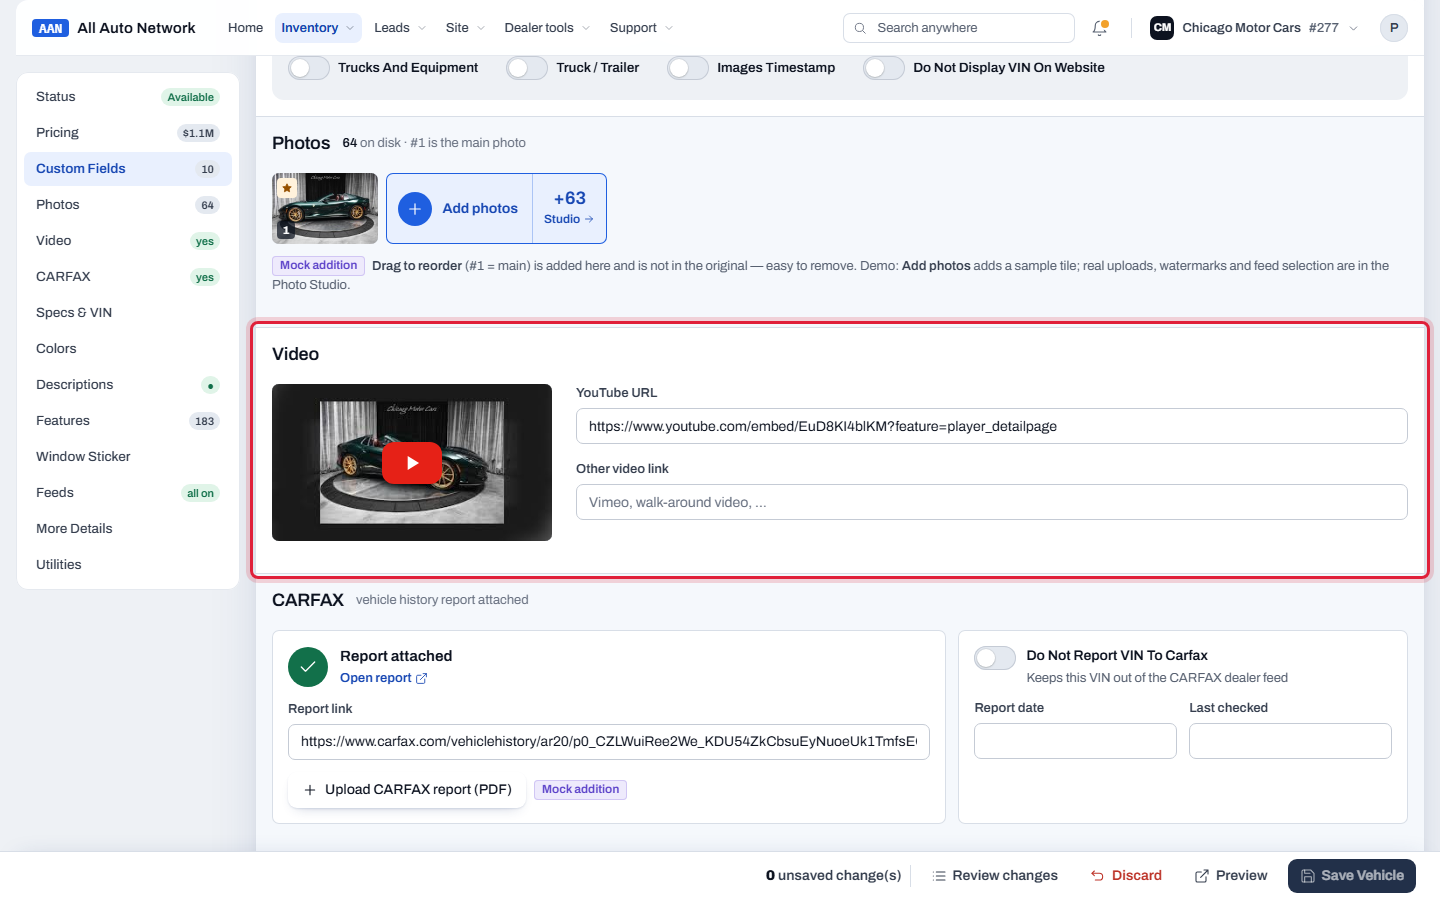 AAN All Auto Network Home Inventory Leads Site Dealer tools Support Search anywhere CM Chicago Motor Cars #277 P
Status Available
Pricing $1.1M
Custom Fields 10
Photos 64
Video yes
CARFAX yes
Specs & VIN
Colors
Descriptions
Features 183
Window Sticker
Feeds all on
More Details
Utilities
Trucks And Equipment Truck / Trailer Images Timestamp Do Not Display VIN On Website
Photos 64 on disk · #1 is the main photo
1
Add photos
+63
Studio →
Mock addition Drag to reorder (#1 = main) is added here and is not in the original — easy to remove. Demo: Add photos adds a sample tile; real uploads, watermarks and feed selection are in the
Photo Studio.
Video
Chicago Motor Cars
YouTube URL
https://www.youtube.com/embed/EuD8KI4blKM?feature=player_detailpage
Other video link
Vimeo, walk-around video, ...
CARFAX vehicle history report attached
Report attached
Open report
Report link
https://www.carfax.com/vehiclehistory/ar20/p0_CZLWuiRee2We_KDU54ZkCbsuEyNuoeUk1TmfsE
Upload CARFAX report (PDF) Mock addition
Do Not Report VIN To Carfax
Keeps this VIN out of the CARFAX dealer feed
Report date Last checked
0 unsaved change(s) Review changes Discard Preview Save Vehicle